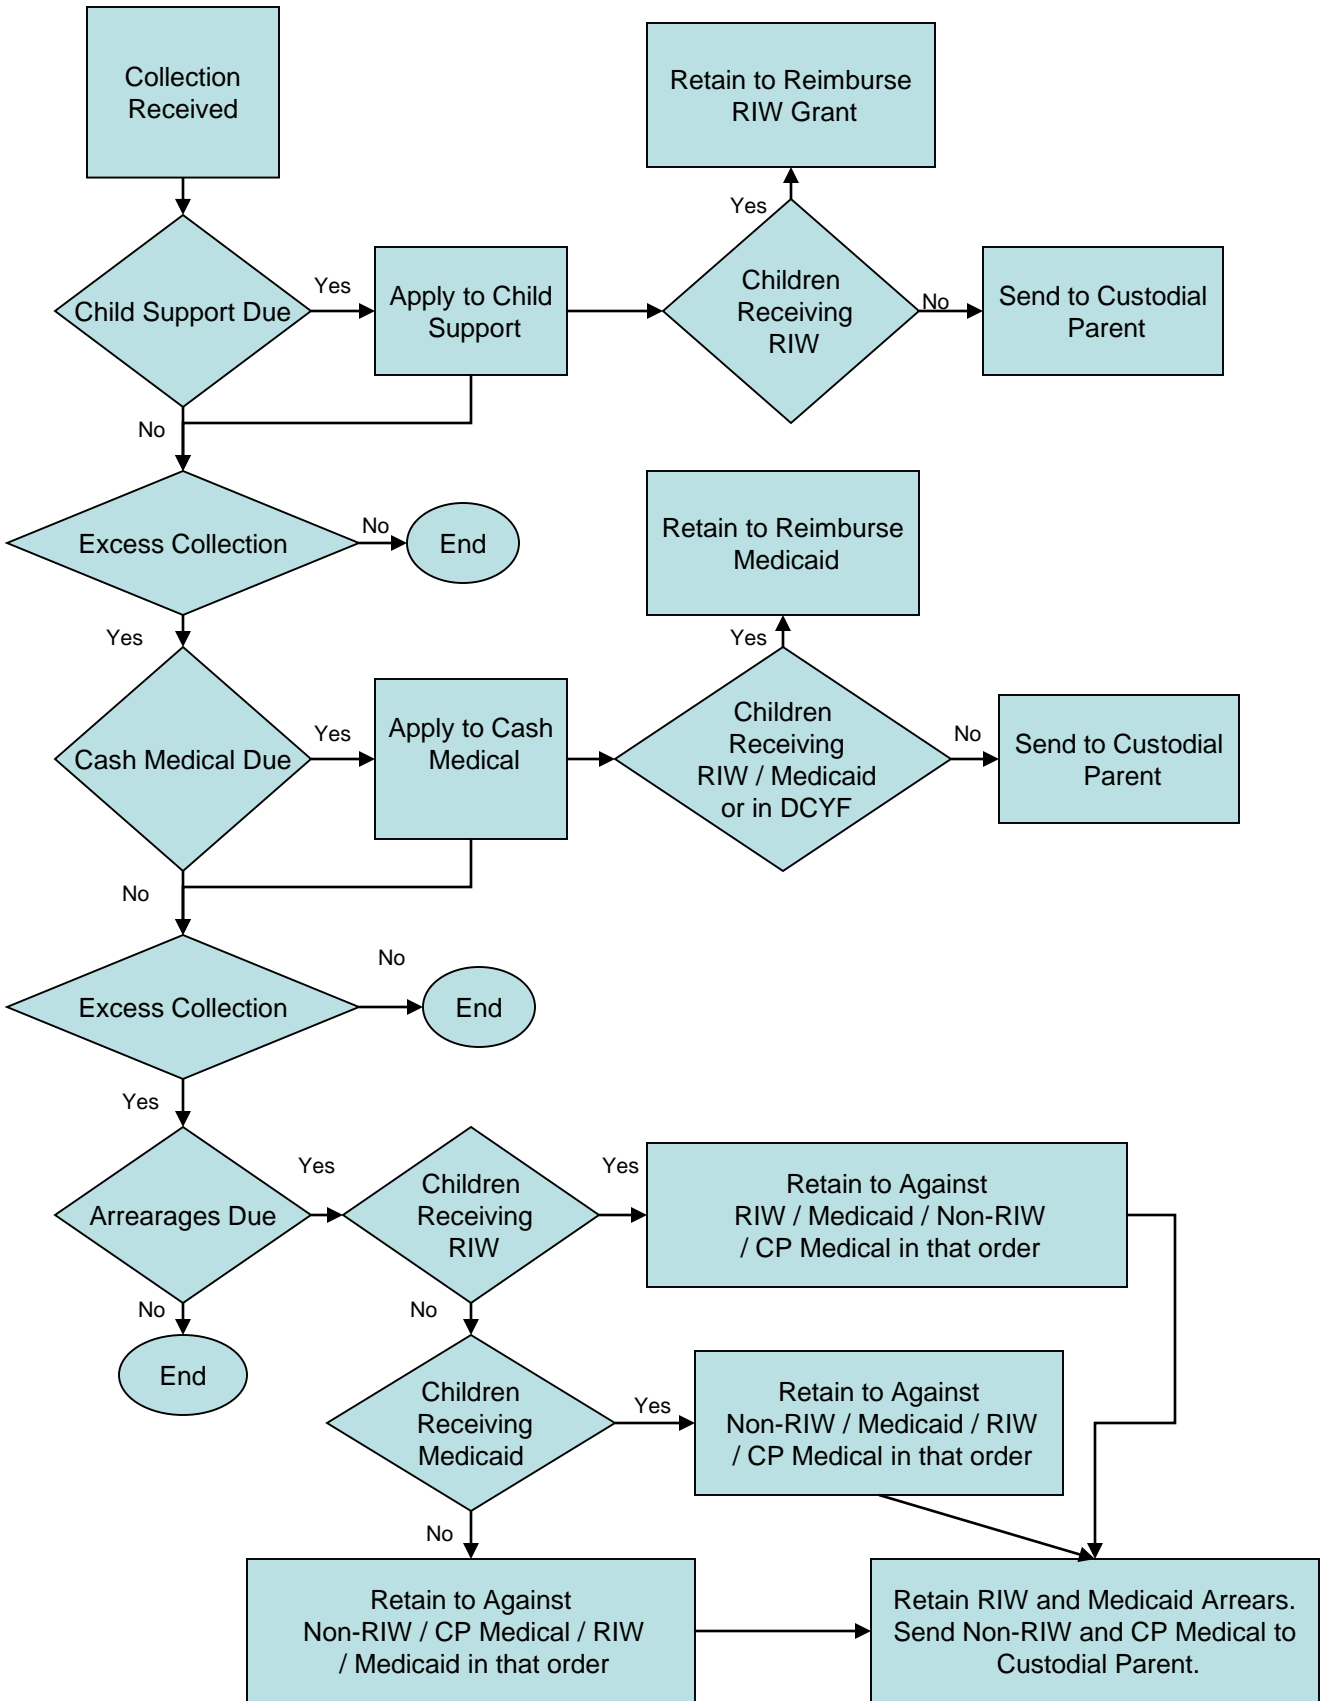 Collection
Received
Retain to Reimburse
RIW Grant
Yes
Child Support Due
Yes
Apply to Child
Support
Children
Receiving
RIW
No
Send to Custodial
Parent
No
Excess Collection
No
End
Retain to Reimburse
Medicaid
Yes
Yes
Cash Medical Due
Yes
Apply to Cash
Medical
Children
Receiving
RIW / Medicaid
or in DCYF
No
Send to Custodial
Parent
No
Excess Collection
No
End
Yes
Arrearages Due
Yes
Children
Receiving
RIW
Yes
Retain to Against
RIW / Medicaid / Non-RIW
/ CP Medical in that order
No
End
No
Children
Receiving
Medicaid
Yes
Retain to Against
Non-RIW / Medicaid / RIW
/ CP Medical in that order
No
Retain to Against
Non-RIW / CP Medical / RIW
/ Medicaid in that order
Retain RIW and Medicaid Arrears.
Send Non-RIW and CP Medical to
Custodial Parent.